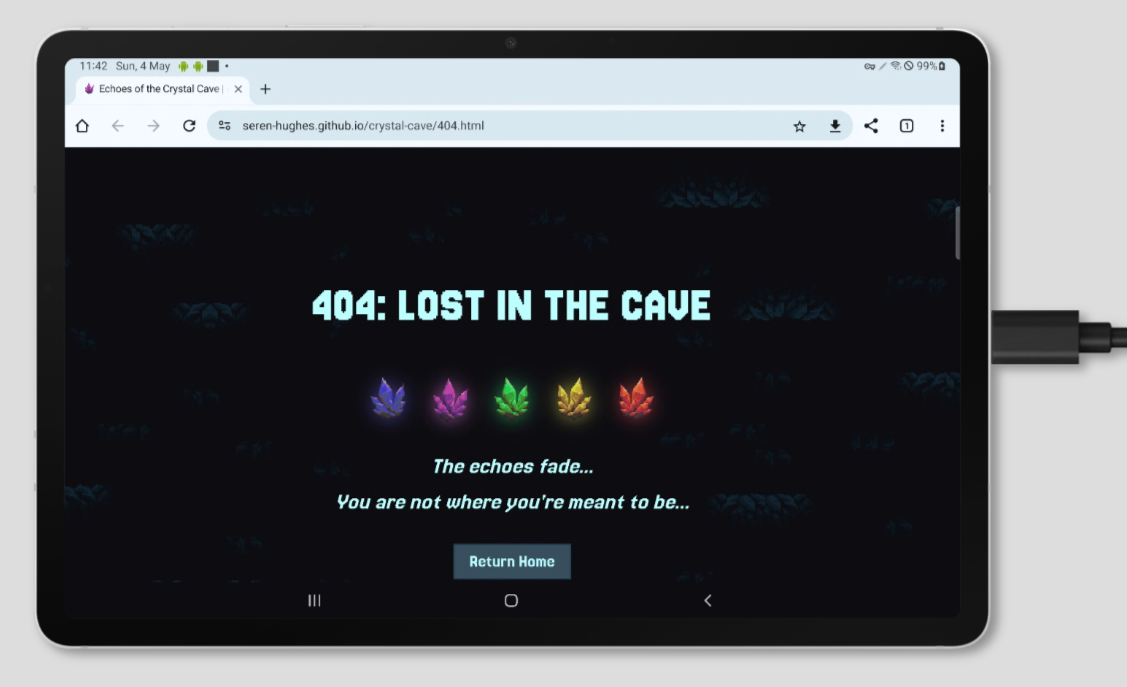 11:42 Sun, 4 May
99%
Echoes of the Crystal Cave |
seren-hughes.github.io/crystal-cave/404.html
1
404: LOST IN THE CAVE
The echoes fade...
You are not where you're meant to be...
Return Home